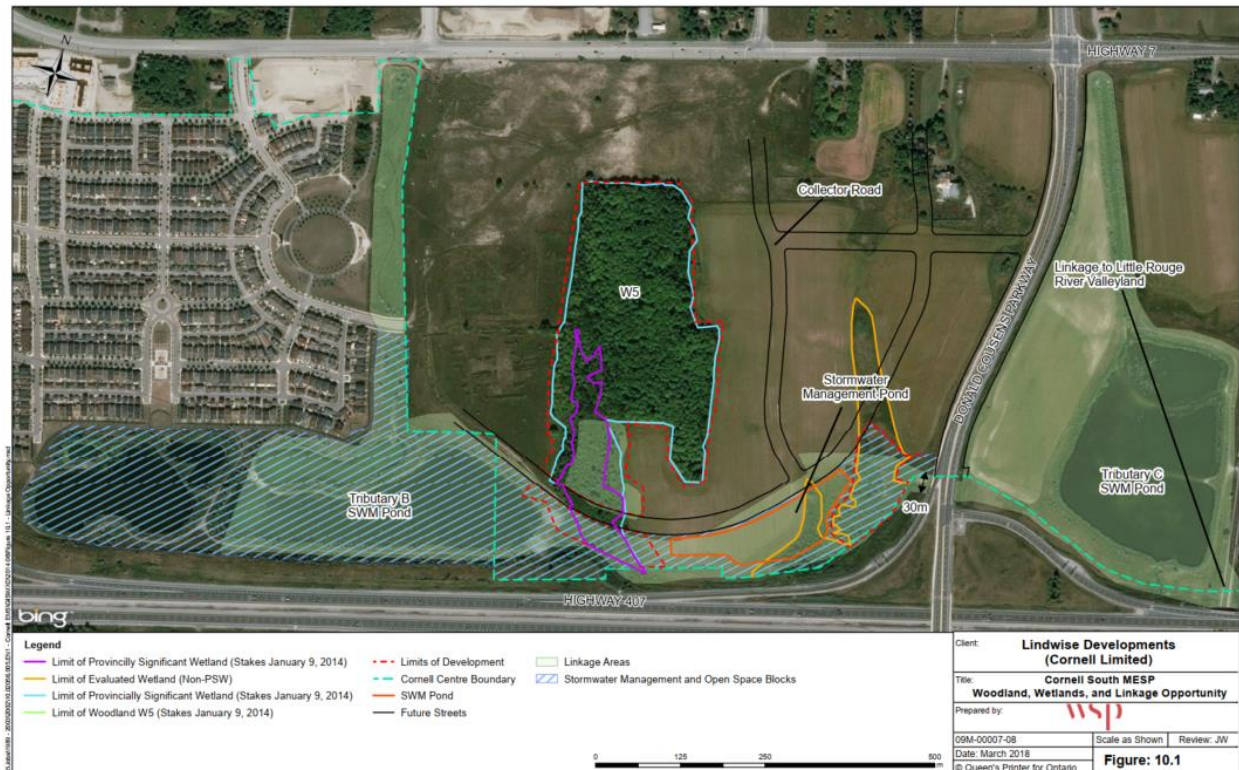 N
HIGHWAY 7
Collector Road
Linkage to Little Rouge
River Valleyland
W5
DONALD COUSENS PARKWAY
Stormwater
Management Pond
Tributary B
SWM Pond
Tributary C
SWM Pond
30m
HIGHWAY 407
bing
Legend
Limit of Provincilly Significant Wetland (Stakes January 9, 2014)
Limit of Evaluated Wetland (Non-PSW)
Limit of Provincially Significant Wetland (Stakes January 9, 2014)
Limit of Woodland W5 (Stakes January 9, 2014)
Limits of Development
Cornell Centre Boundary
SWM Pond
Future Streets
Linkage Areas
Stormwater Management and Open Space Blocks
0 125 250 500
m
Client: Lindwise Developments
(Cornell Limited)
Title: Cornell South MESP
Woodland, Wetlands, and Linkage Opportunity
Prepared by:
wsp
09M-00007-08 Scale as Shown Review: JW
Date: March 2018
© Queen's Printer for Ontario
Figure: 10.1